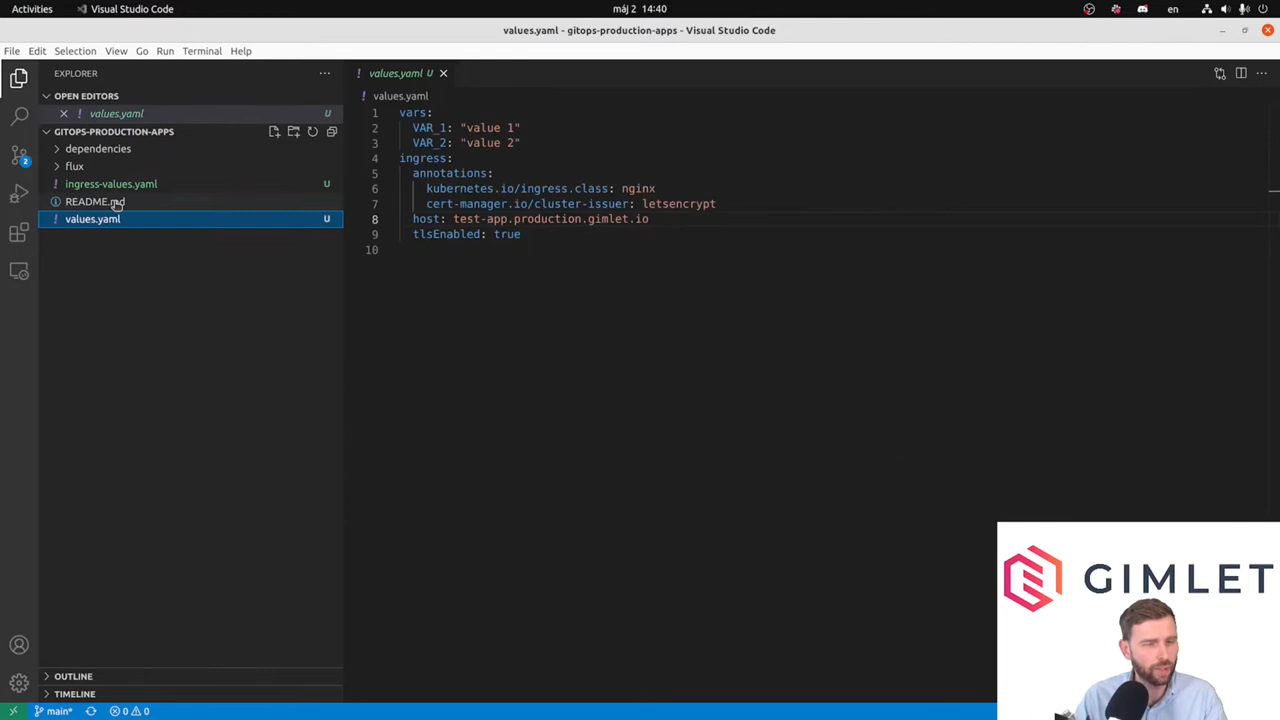 Activities
Visual Studio Code
máj 2 14:40
en
values.yaml - gitops-production-apps - Visual Studio Code
File Edit Selection View Go Run Terminal Help
EXPLORER
OPEN EDITORS
values.yaml U
GITOPS-PRODUCTION-APPS
dependencies
flux
ingress-values.yaml U
README.md
values.yaml U
OUTLINE
TIMELINE
values.yaml U
values.yaml
1 vars:
2 VAR_1: "value 1"
3 VAR_2: "value 2"
4 ingress:
5 annotations:
6 kubernetes.io/ingress.class: nginx
7 cert-manager.io/cluster-issuer: letsencrypt
8 host: test-app.production.gimlet.io
9 tlsEnabled: true
10
2
GIMLET
main* 0 0